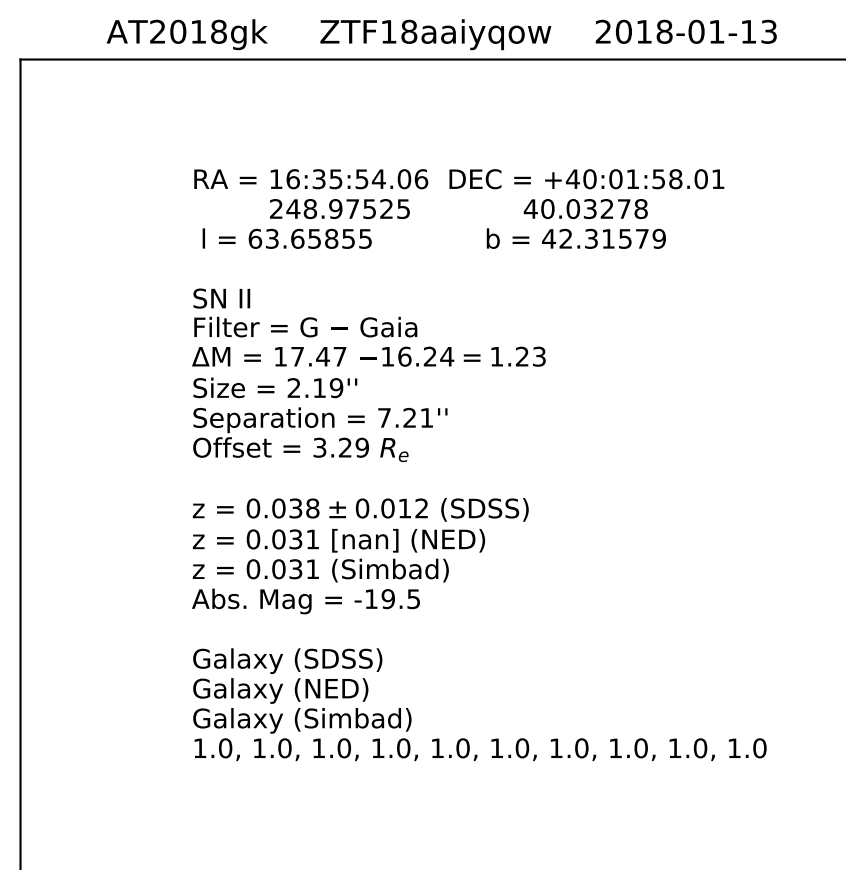 AT2018gk ZTF18aaiyqow 2018-01-13
RA = 16:35:54.06 DEC = +40:01:58.01
248.97525 40.03278
l = 63.65855 b = 42.31579
SN II
Filter = G − Gaia
ΔM = 17.47 −16.24 = 1.23
Size = 2.19''
Separation = 7.21''
Offset = 3.29 Rₑ
z = 0.038 ± 0.012 (SDSS)
z = 0.031 [nan] (NED)
z = 0.031 (Simbad)
Abs. Mag = -19.5
Galaxy (SDSS)
Galaxy (NED)
Galaxy (Simbad)
1.0, 1.0, 1.0, 1.0, 1.0, 1.0, 1.0, 1.0, 1.0, 1.0